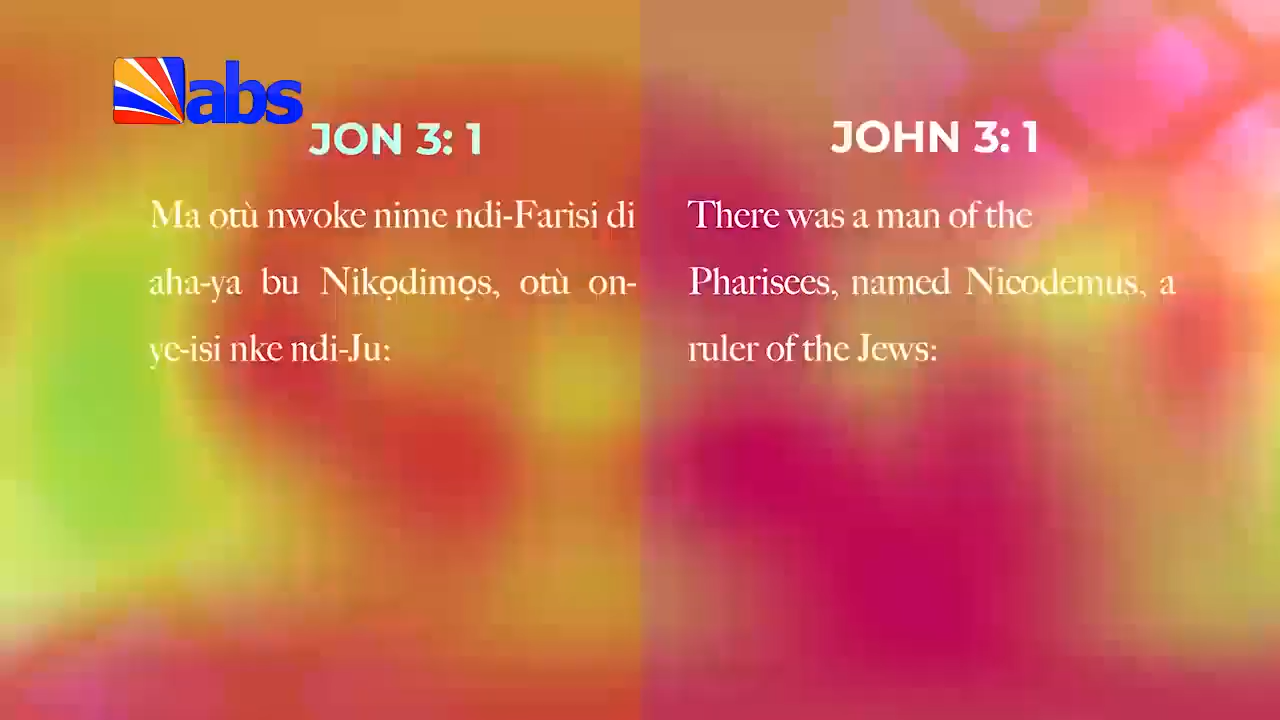 abs
JON 3: 1
Ma otù nwoke nime ndi-Farisi di
aha-ya bu Nikọdimọs, otù on-
ye-isi nke ndi-Ju:
JOHN 3: 1
There was a man of the
Pharisees, named Nicodemus, a
ruler of the Jews: